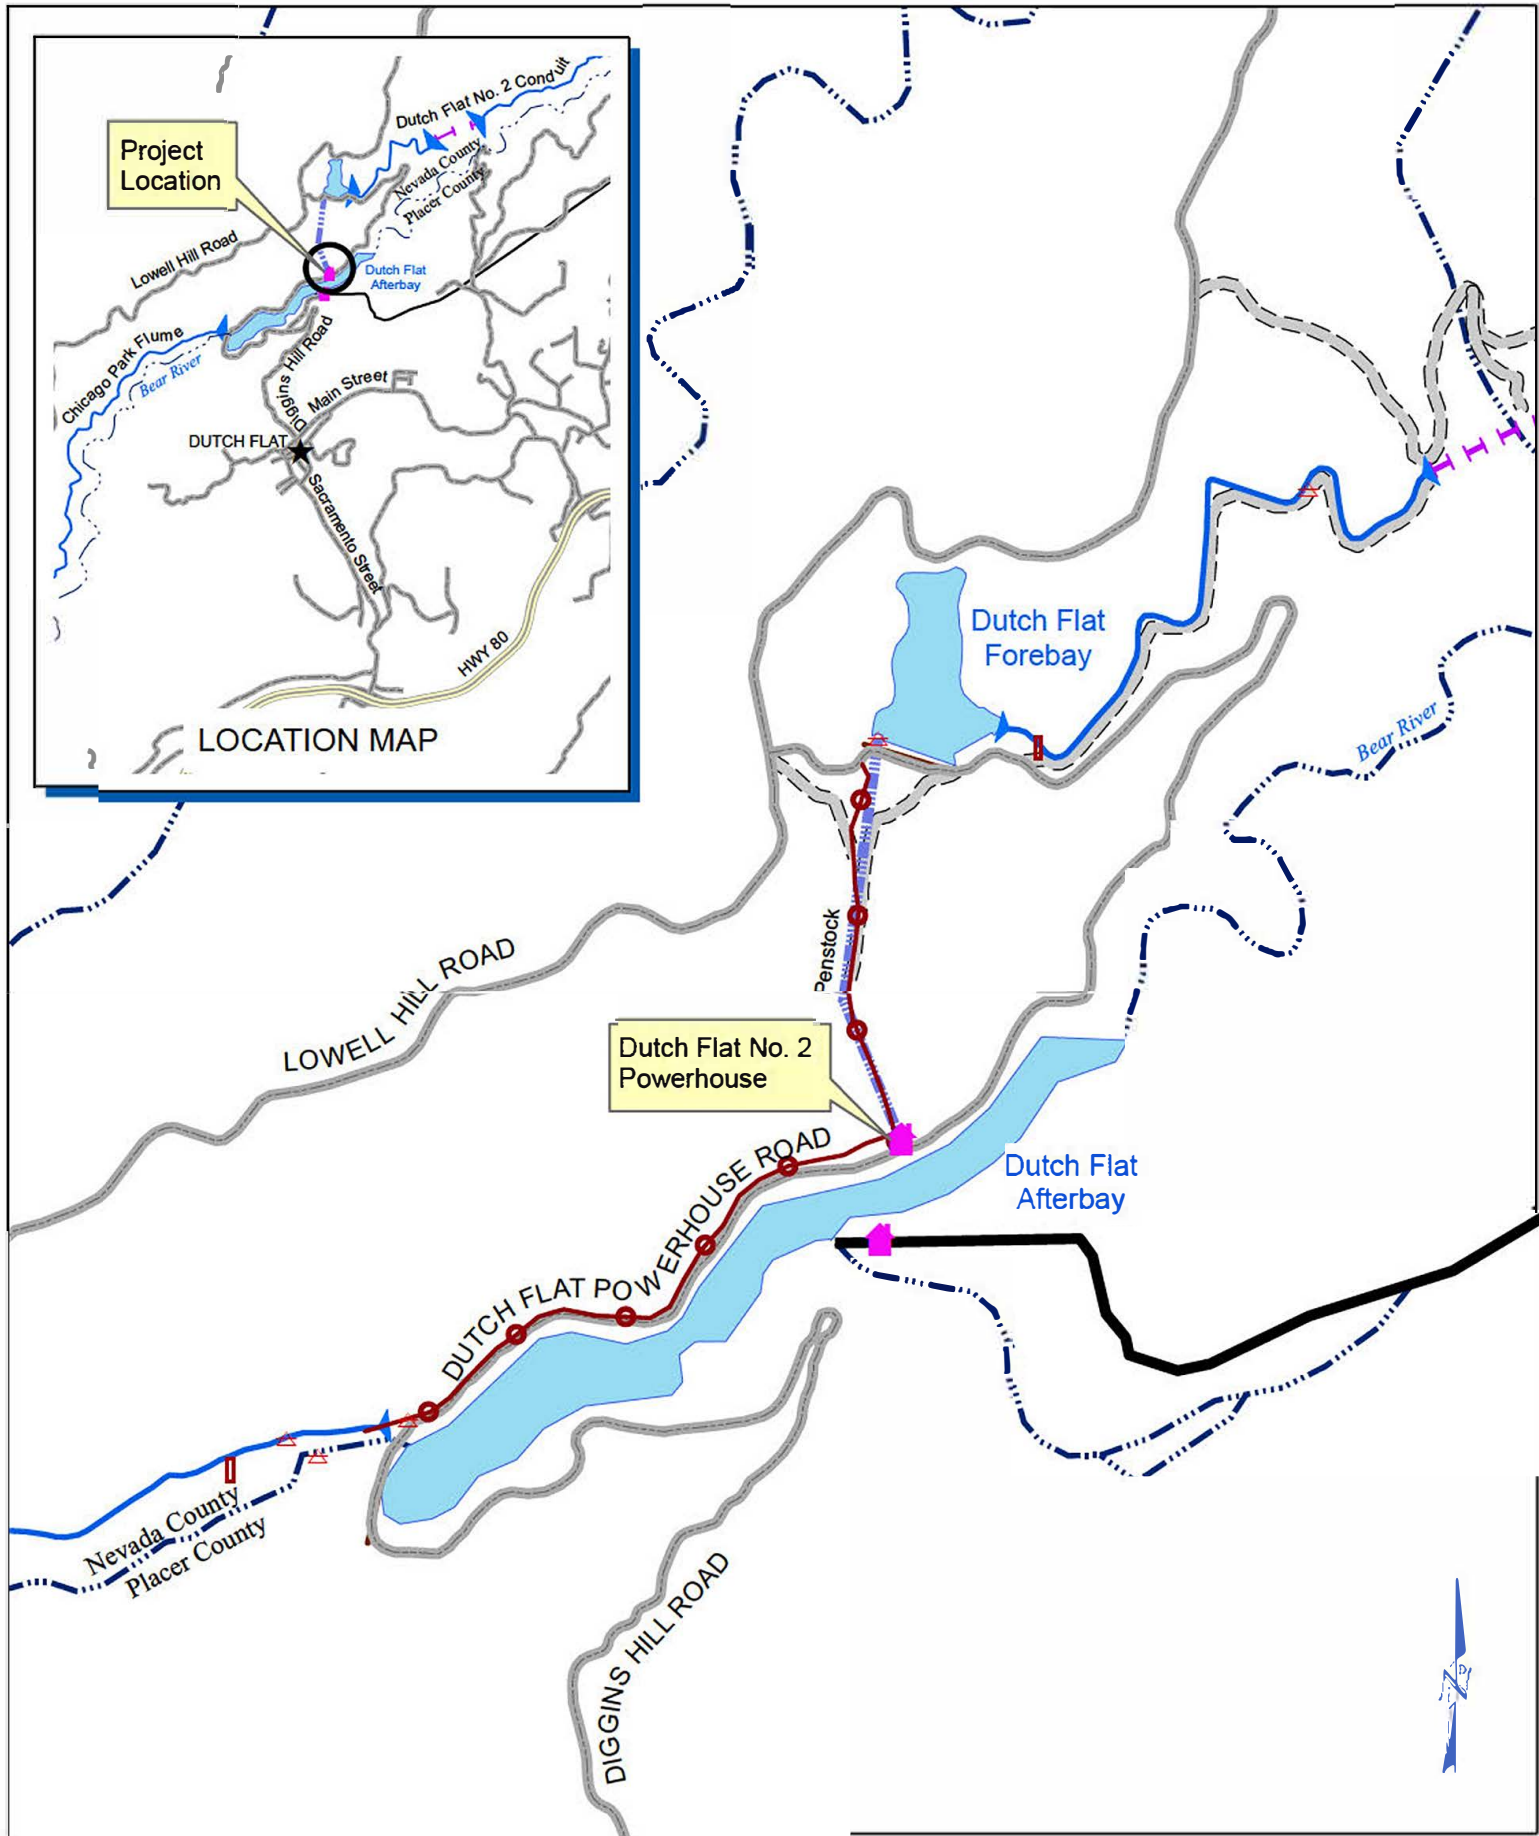 Project
Location
Dutch Flat No. 2 Conduit
Nevada County
Placer County
Lowell Hill Road
Dutch Flat
Afterbay
Chicago Park Flume
Bear River
Diggins Hill Road
Main Street
DUTCH FLAT
Sacramento Street
HWY 80
LOCATION MAP
Dutch Flat
Forebay
Bear River
LOWELL HILL ROAD
Penstock
Dutch Flat No. 2
Powerhouse
DUTCH FLAT POWERHOUSE ROAD
Dutch Flat
Afterbay
Nevada County
Placer County
DIGGINS HILL ROAD